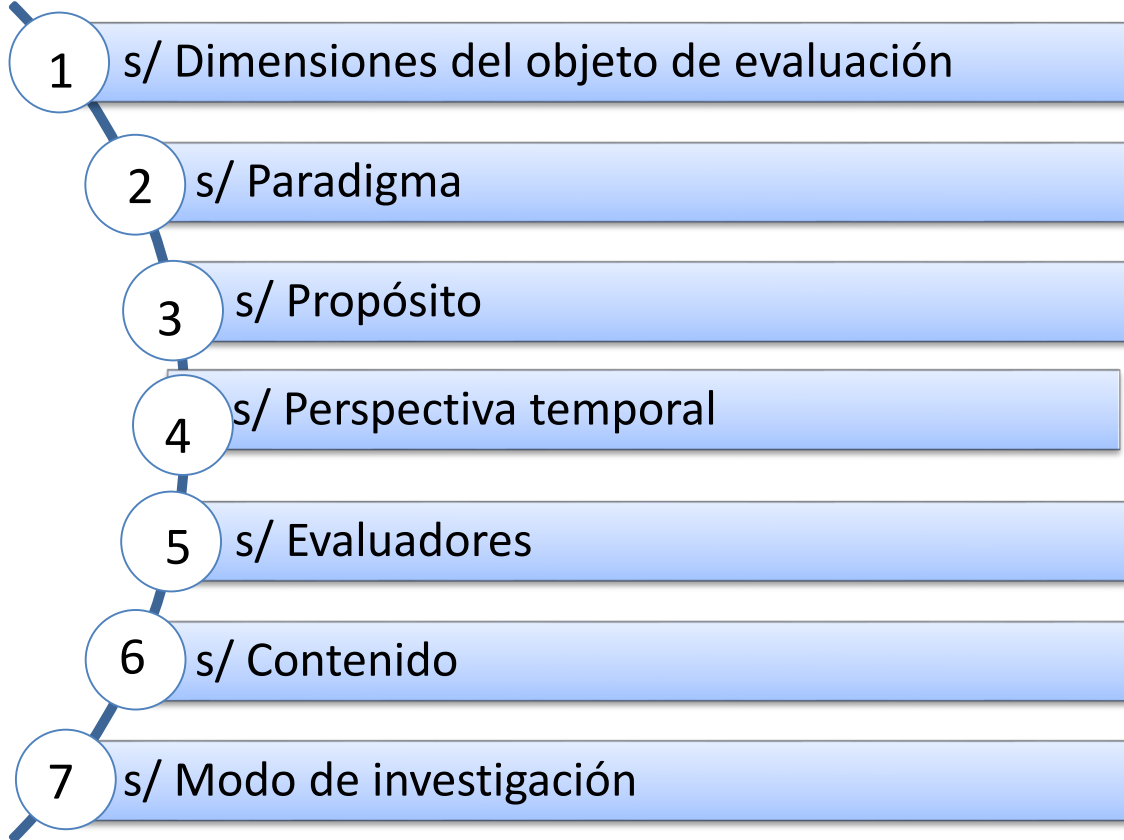 1 s/ Dimensiones del objeto de evaluación
2 s/ Paradigma
3 s/ Propósito
4 s/ Perspectiva temporal
5 s/ Evaluadores
6 s/ Contenido
7 s/ Modo de investigación